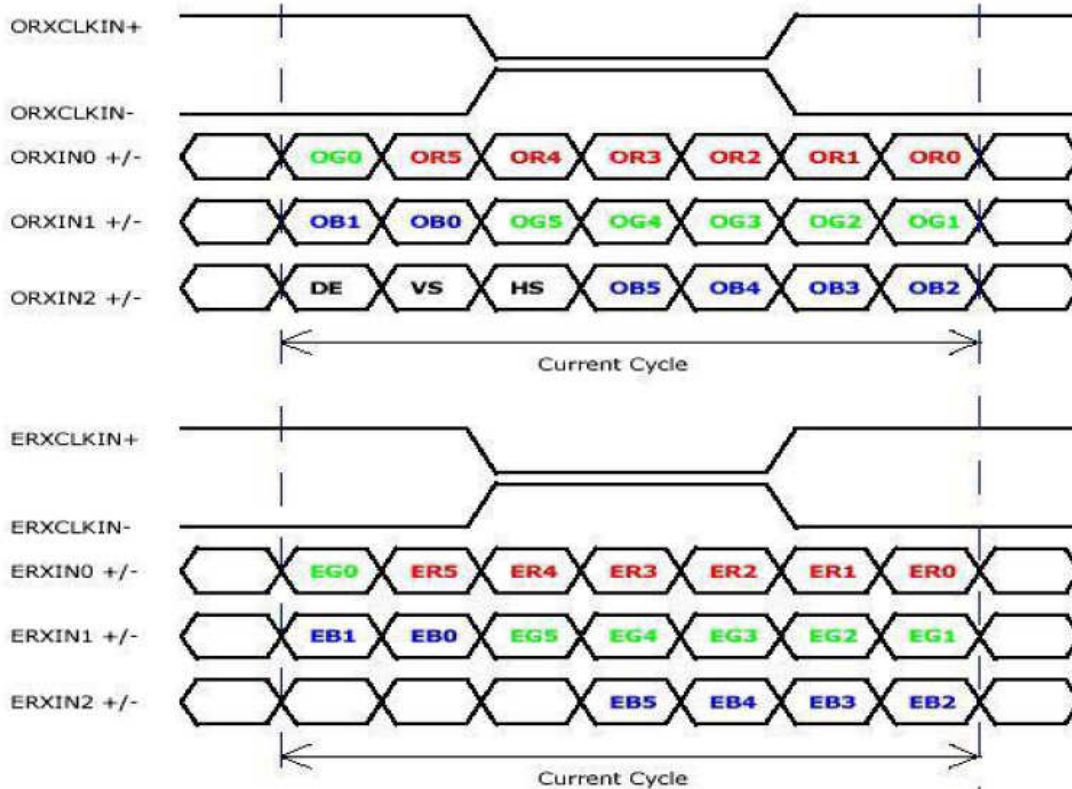 ORXCLKIN+
ORXCLKIN-
ORXIN0 +/- OG0 OR5 OR4 OR3 OR2 OR1 OR0
ORXIN1 +/- OB1 OB0 OG5 OG4 OG3 OG2 OG1
ORXIN2 +/- DE VS HS OB5 OB4 OB3 OB2
Current Cycle
ERXCLKIN+
ERXCLKIN-
ERXIN0 +/- EG0 ER5 ER4 ER3 ER2 ER1 ER0
ERXIN1 +/- EB1 EB0 EG5 EG4 EG3 EG2 EG1
ERXIN2 +/- EB5 EB4 EB3 EB2
Current Cycle